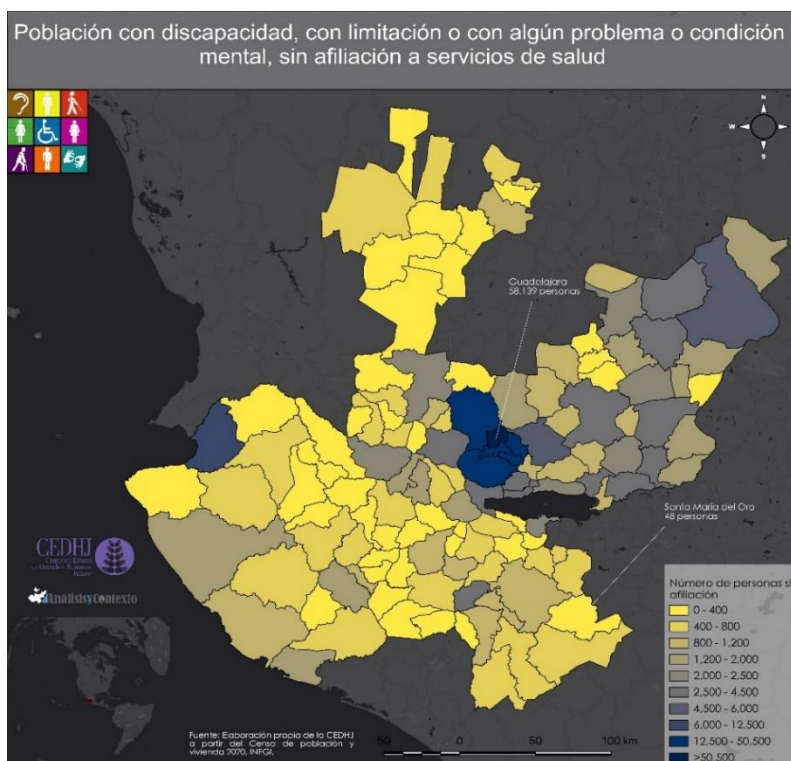 Población con discapacidad, con limitación o con algún problema o condición
mental, sin afiliación a servicios de salud
N
W
E
S
Guadalajara
58,139 personas
Santa María del Oro
48 personas
CEDHJ
AnálisisyContexto
Número de personas si
afiliación
0 - 400
400 - 800
800 - 1,200
1,200 - 2,000
2,000 - 2,500
2,500 - 4,500
4,500 - 6,000
6,000 - 12,500
12,500 - 50,500
>50,500
Fuente: Elaboración propia de la CEDHJ
a partir del Censo de población y
vivienda 2020, INEGI.
0
50
100 km